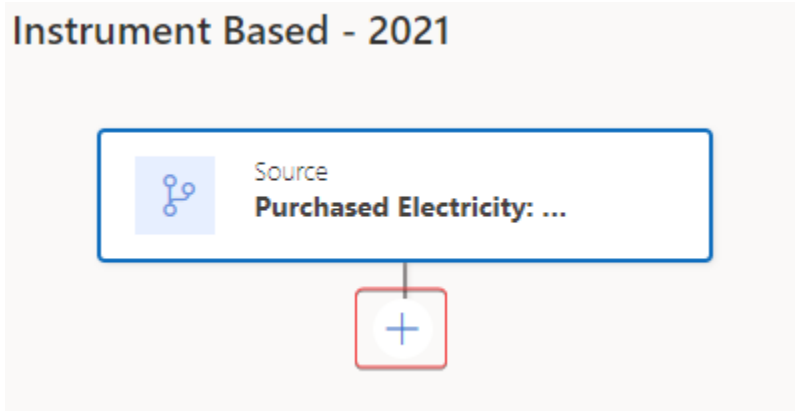 Instrument Based - 2021
Source
Purchased Electricity: ...